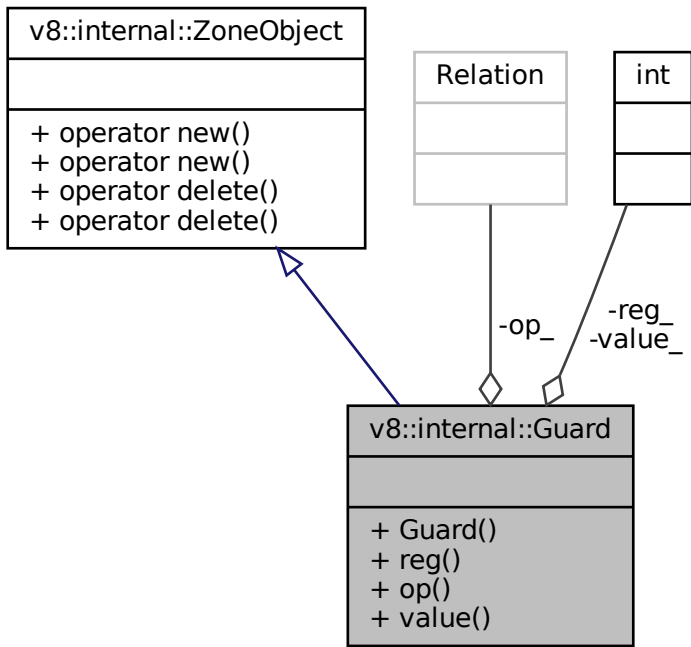 v8::internal::ZoneObject
+ operator new()
+ operator new()
+ operator delete()
+ operator delete()
Relation
int
-op_
-reg_
-value_
v8::internal::Guard
+ Guard()
+ reg()
+ op()
+ value()